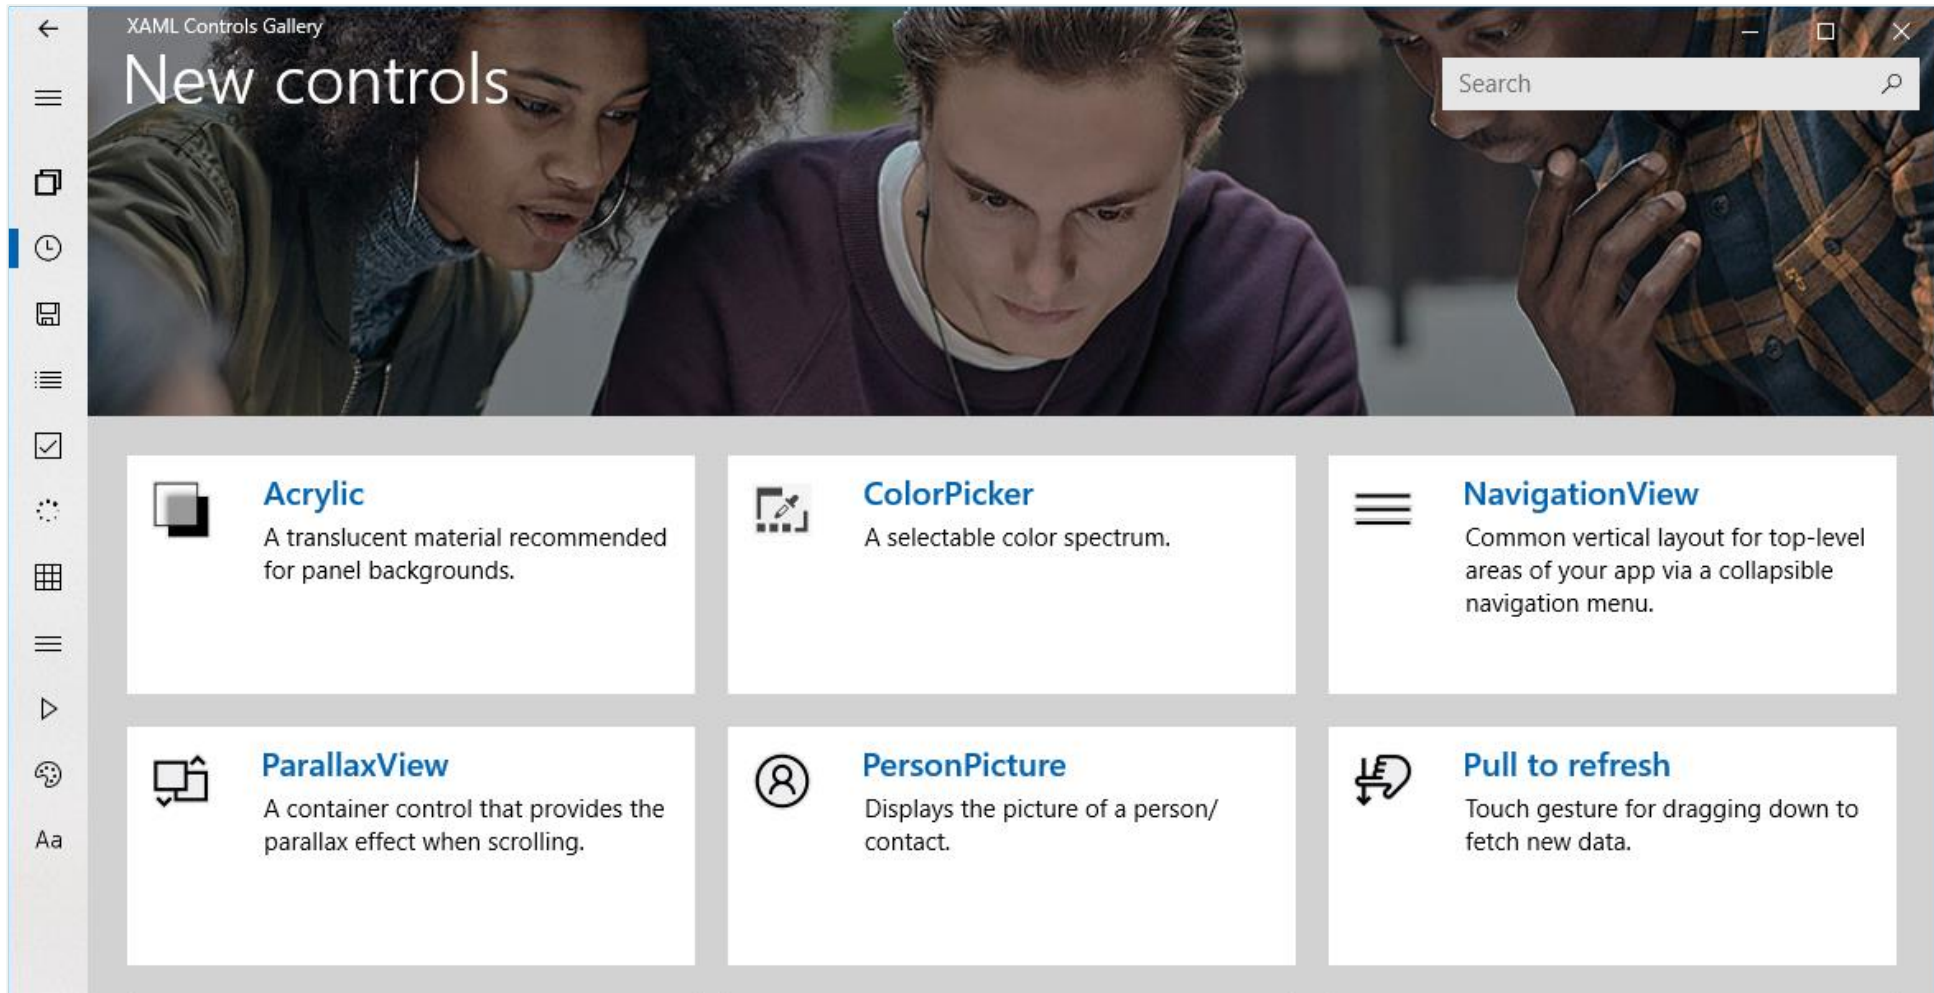 XAML Controls Gallery
New controls
Search
Acrylic
A translucent material recommended
for panel backgrounds.
ColorPicker
A selectable color spectrum.
NavigationView
Common vertical layout for top-level
areas of your app via a collapsible
navigation menu.
ParallaxView
A container control that provides the
parallax effect when scrolling.
PersonPicture
Displays the picture of a person/
contact.
Pull to refresh
Touch gesture for dragging down to
fetch new data.
Aa